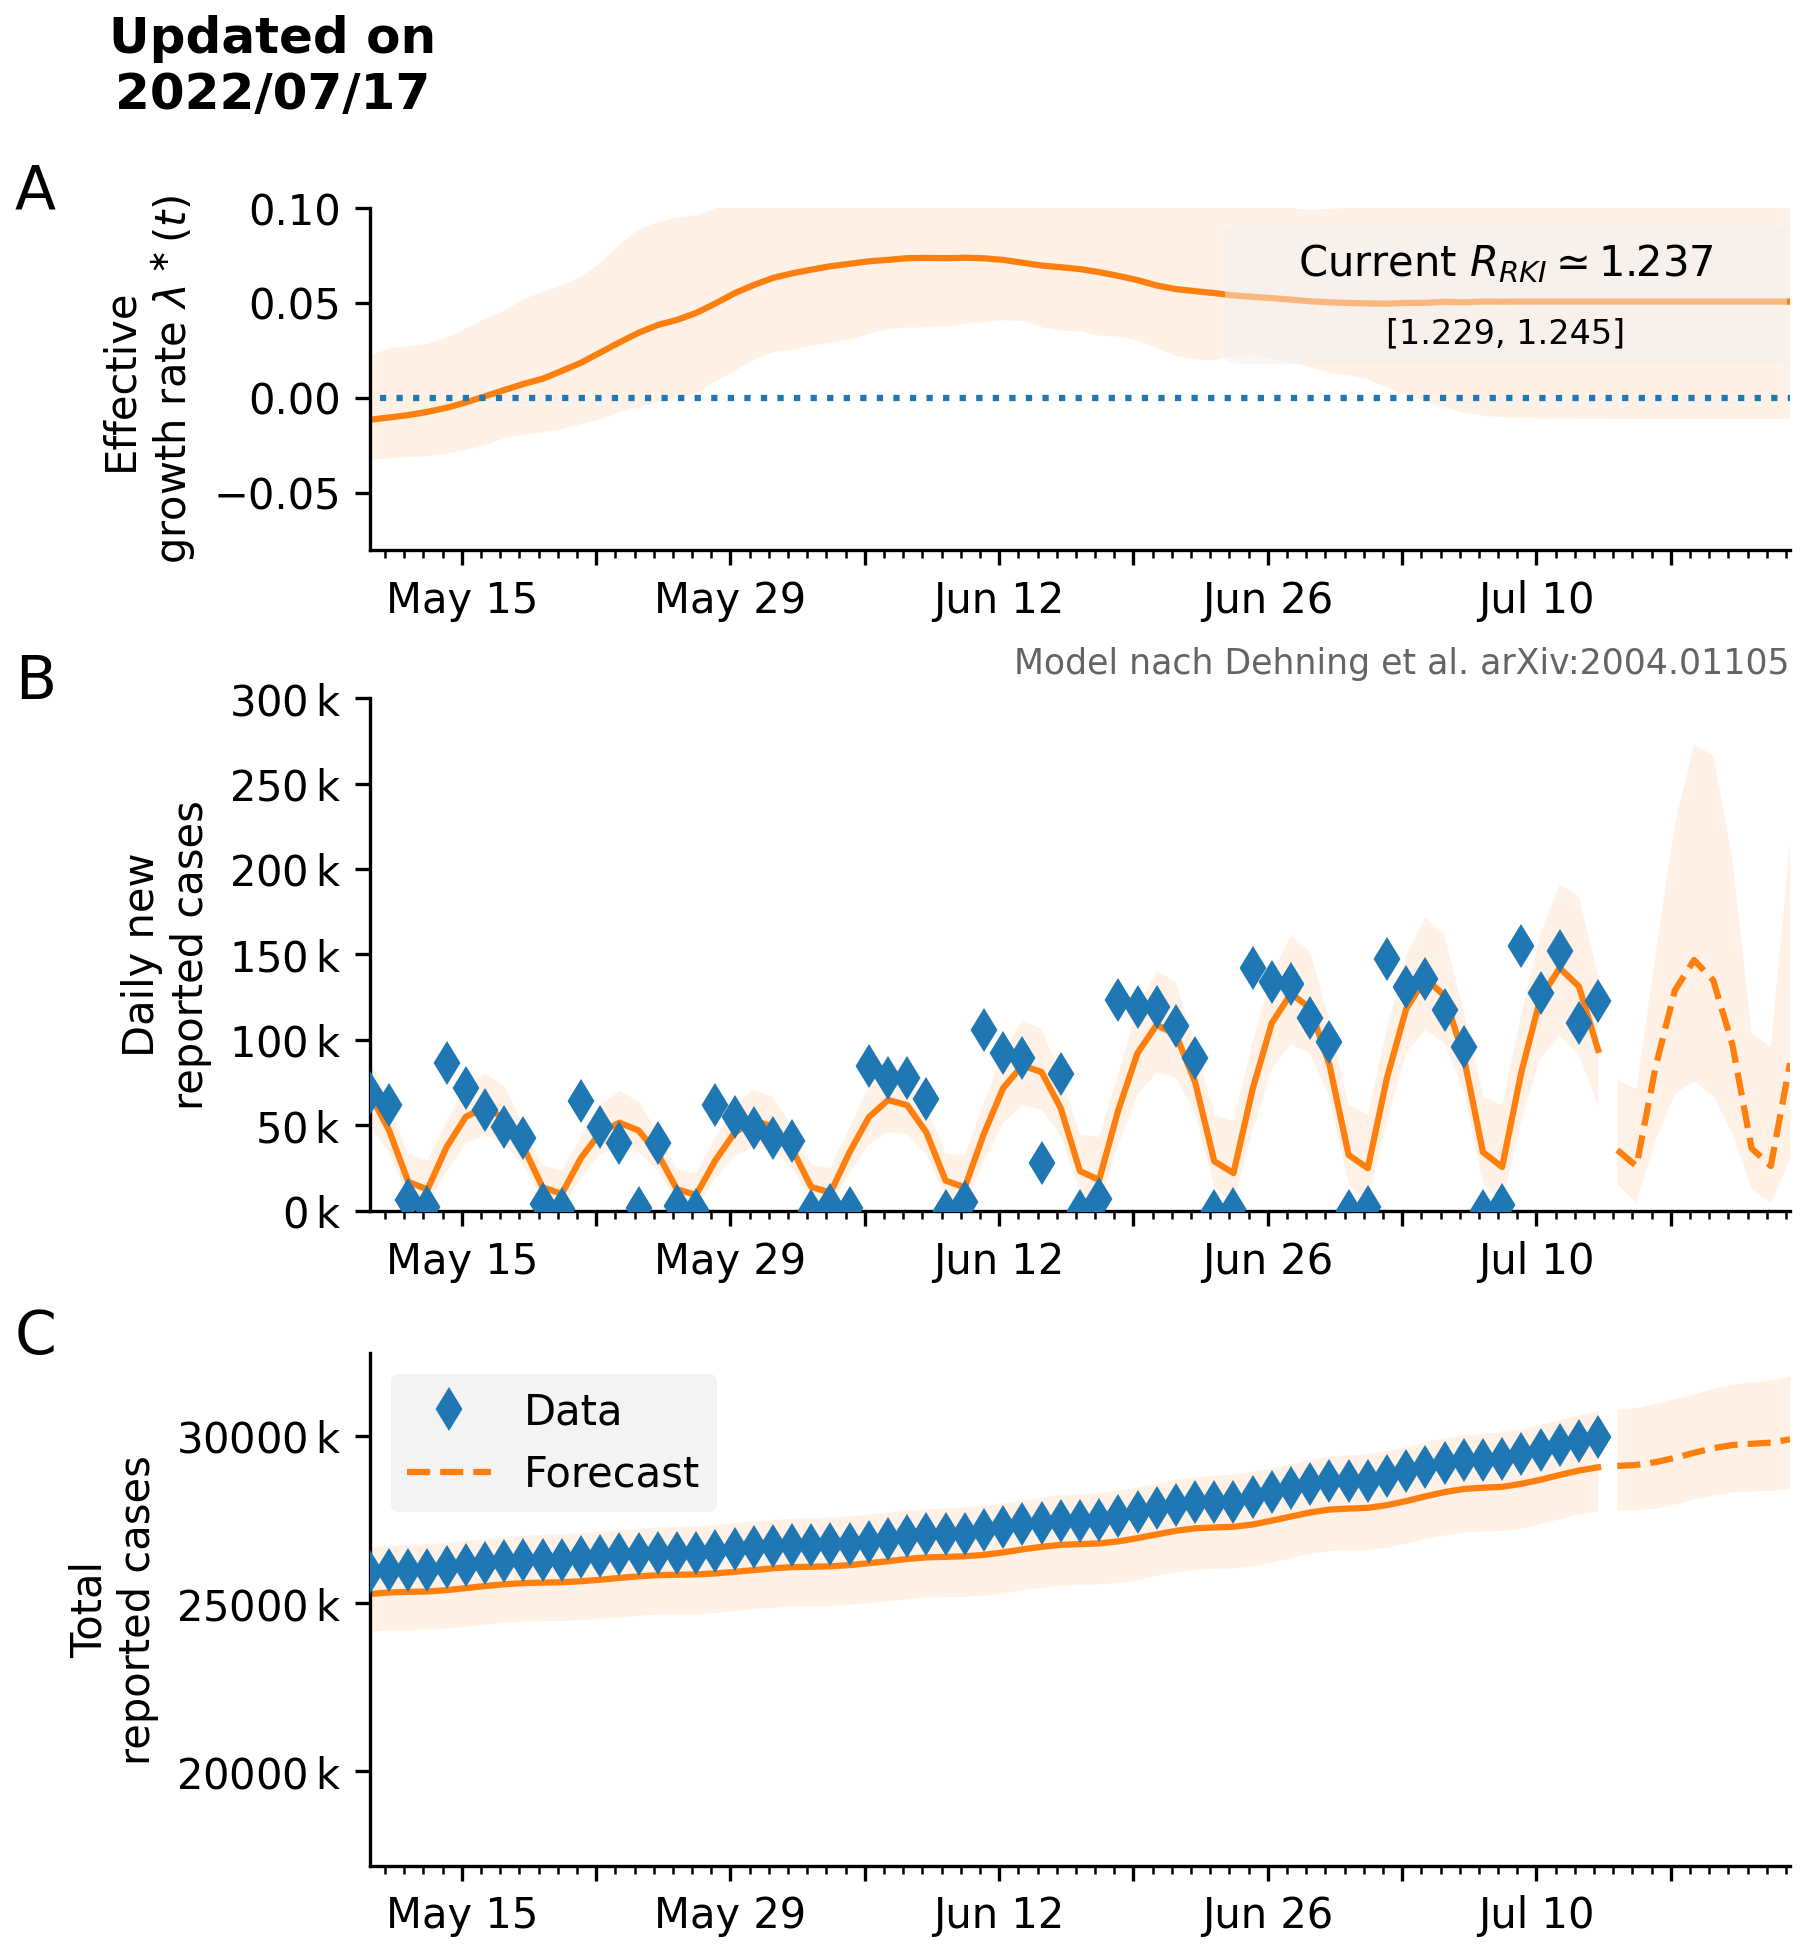 Updated on
2022/07/17
A
Effective
growth rate λ * (t)
0.10
0.05
0.00
−0.05
Current R_RKI ≃ 1.237
[1.229, 1.245]
May 15 May 29 Jun 12 Jun 26 Jul 10
Model nach Dehning et al. arXiv:2004.01105
B
Daily new
reported cases
300 k
250 k
200 k
150 k
100 k
50 k
0 k
May 15 May 29 Jun 12 Jun 26 Jul 10
C
Total
reported cases
30000 k
25000 k
20000 k
Data
Forecast
May 15 May 29 Jun 12 Jun 26 Jul 10